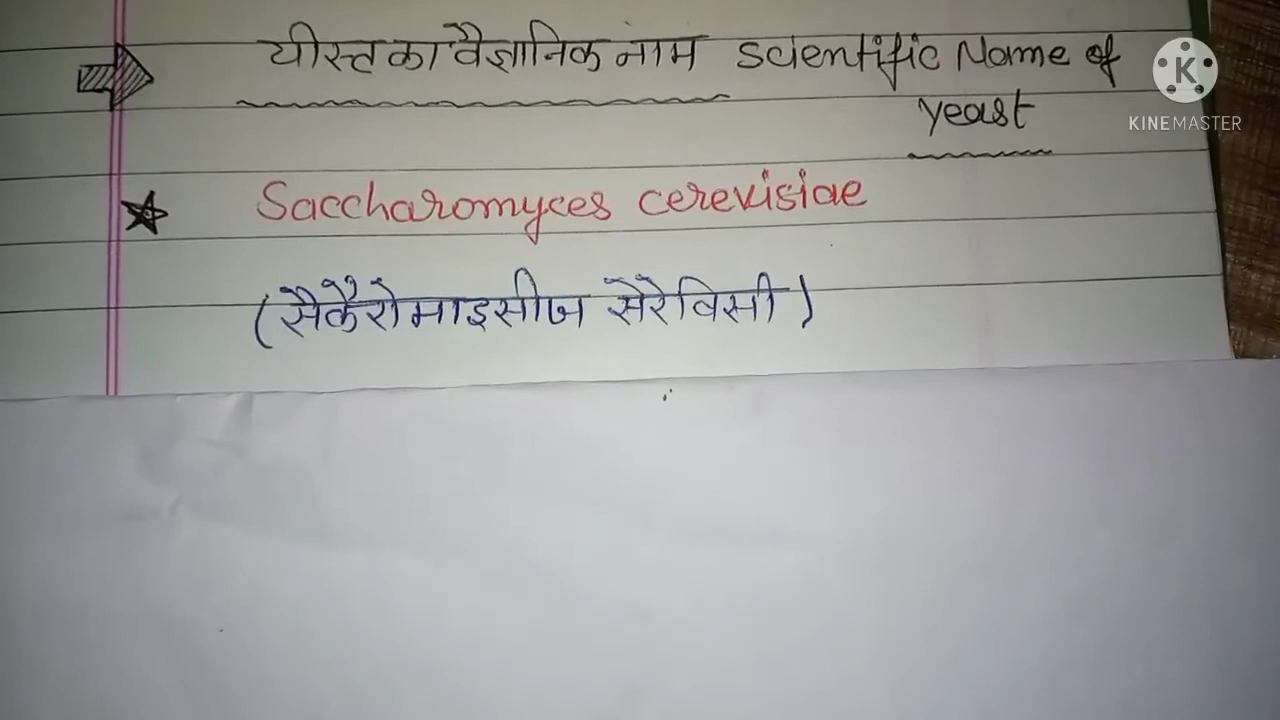 यीस्त का वैज्ञानिक नाम Scientific Name of
yeast
KINEMASTER
Saccharomyces cerevisiae
(सैकैरोमाइसीज सेरेविसी)